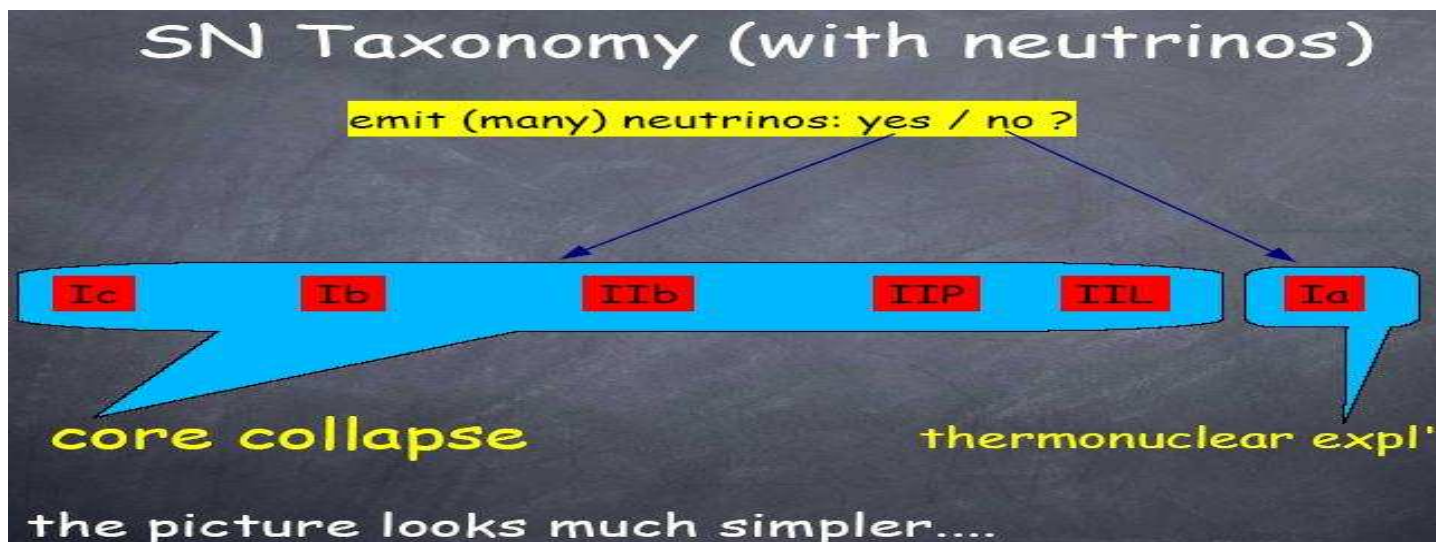 SN Taxonomy (with neutrinos)
emit (many) neutrinos: yes / no ?
Ic Ib IIb IIP IIL Ia
core collapse
thermonuclear expl'
the picture looks much simpler....